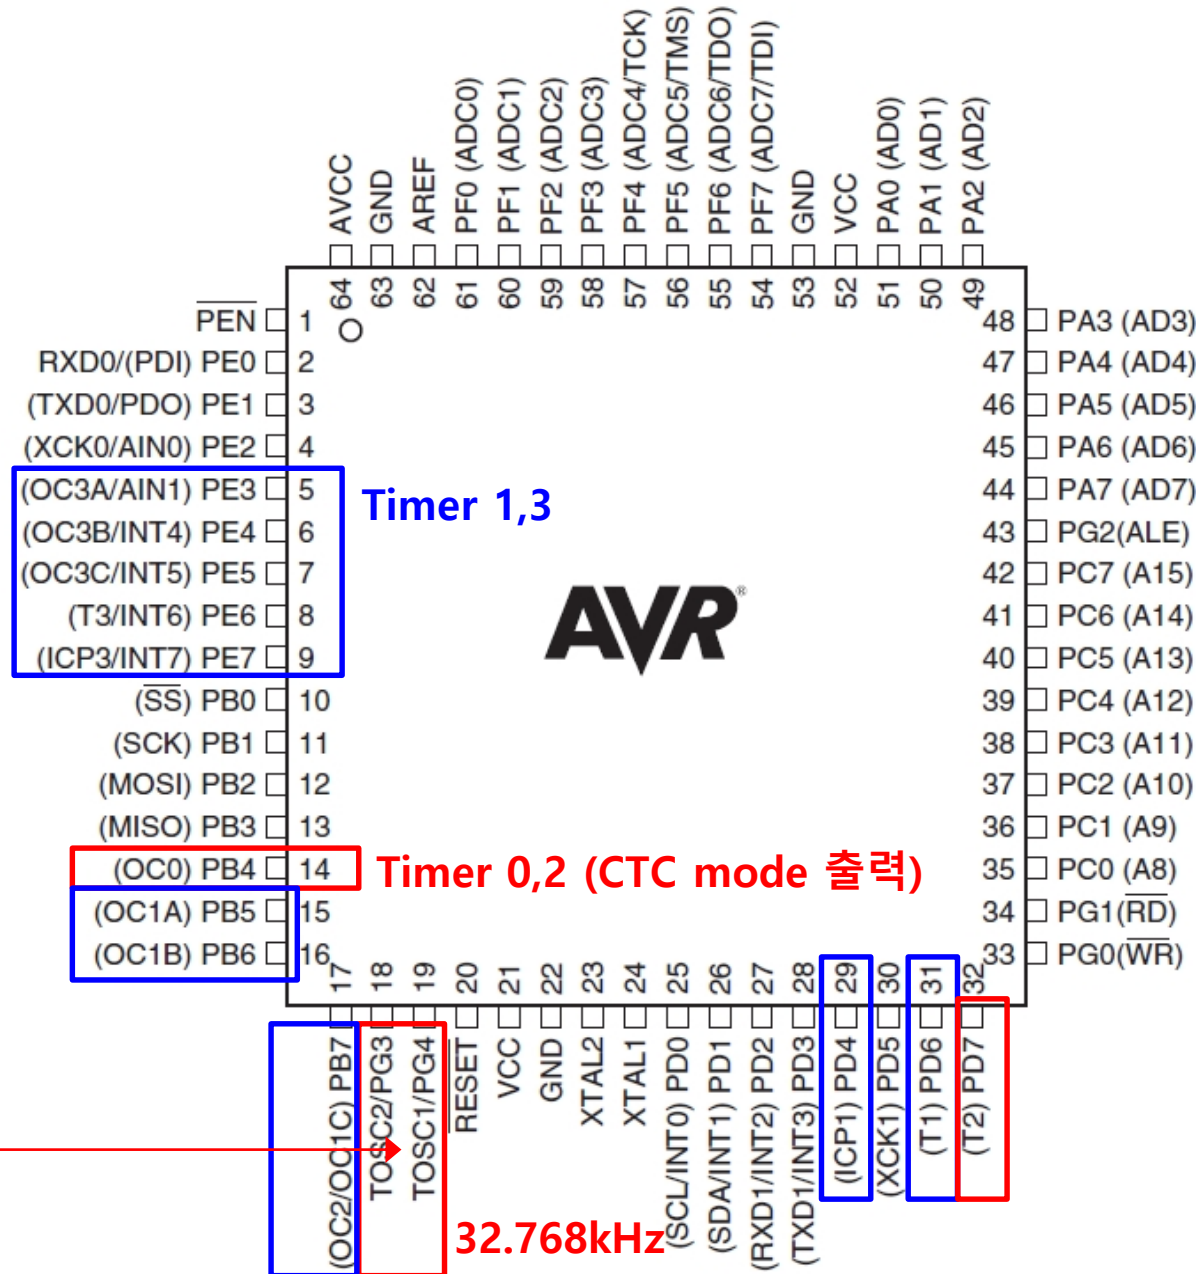 AVCC
GND
AREF
PF0 (ADC0)
PF1 (ADC1)
PF2 (ADC2)
PF3 (ADC3)
PF4 (ADC4/TCK)
PF5 (ADC5/TMS)
PF6 (ADC6/TDO)
PF7 (ADC7/TDI)
GND
VCC
PA0 (AD0)
PA1 (AD1)
PA2 (AD2)
64
63
62
61
60
59
58
57
56
55
54
53
52
51
50
49
PEN 1
RXD0/(PDI) PE0 2
(TXD0/PDO) PE1 3
(XCK0/AIN0) PE2 4
(OC3A/AIN1) PE3 5
(OC3B/INT4) PE4 6
(OC3C/INT5) PE5 7
(T3/INT6) PE6 8
(ICP3/INT7) PE7 9
(SS) PB0 10
(SCK) PB1 11
(MOSI) PB2 12
(MISO) PB3 13
(OC0) PB4 14
(OC1A) PB5 15
(OC1B) PB6 16
Timer 1,3
AVR®
Timer 0,2 (CTC mode 출력)
48 PA3 (AD3)
47 PA4 (AD4)
46 PA5 (AD5)
45 PA6 (AD6)
44 PA7 (AD7)
43 PG2(ALE)
42 PC7 (A15)
41 PC6 (A14)
40 PC5 (A13)
39 PC4 (A12)
38 PC3 (A11)
37 PC2 (A10)
36 PC1 (A9)
35 PC0 (A8)
34 PG1(RD)
33 PG0(WR)
17
18
19
20
21
22
23
24
25
26
27
28
29
30
31
32
(OC2/OC1C) PB7
TOSC2/PG3
TOSC1/PG4
RESET
VCC
GND
XTAL2
XTAL1
(SCL/INT0) PD0
(SDA/INT1) PD1
(RXD1/INT2) PD2
(TXD1/INT3) PD3
(ICP1) PD4
(XCK1) PD5
(T1) PD6
(T2) PD7
32.768kHz